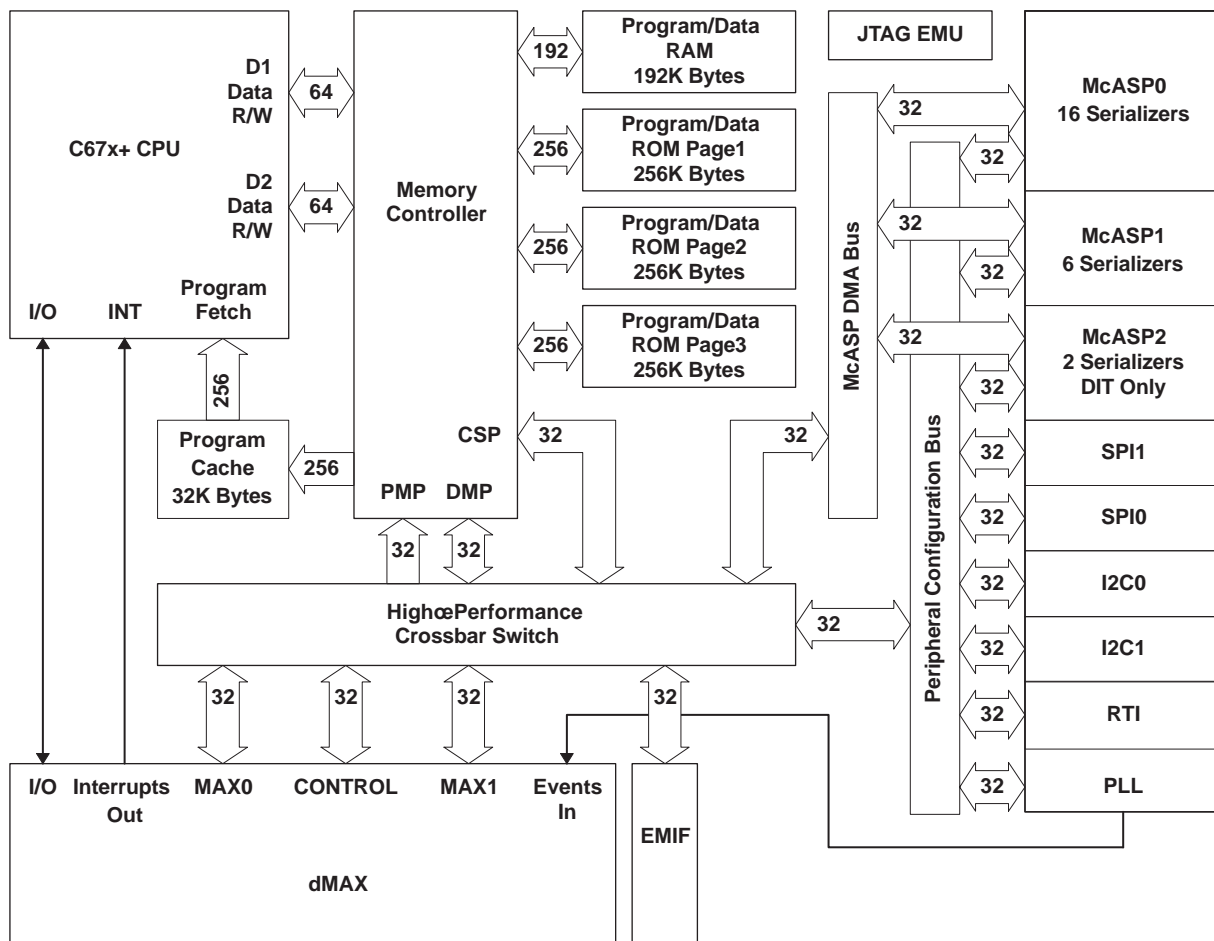 D1
Data
R/W
C67x+ CPU
D2
Data
R/W
I/O
INT
Program
Fetch
64
64
256
Program
Cache
32K Bytes
256
Memory
Controller
CSP
PMP
DMP
192
Program/Data
RAM
192K Bytes
256
Program/Data
ROM Page1
256K Bytes
256
Program/Data
ROM Page2
256K Bytes
256
Program/Data
ROM Page3
256K Bytes
32
32
32
32
HighœPerformance
Crossbar Switch
32
32
32
32
32
I/O
Interrupts
Out
MAX0
CONTROL
MAX1
Events
In
dMAX
EMIF
JTAG EMU
McASP DMA Bus
Peripheral Configuration Bus
32
32
McASP0
16 Serializers
32
32
McASP1
6 Serializers
32
32
McASP2
2 Serializers
DIT Only
32
SPI1
32
SPI0
32
I2C0
32
I2C1
32
RTI
32
PLL